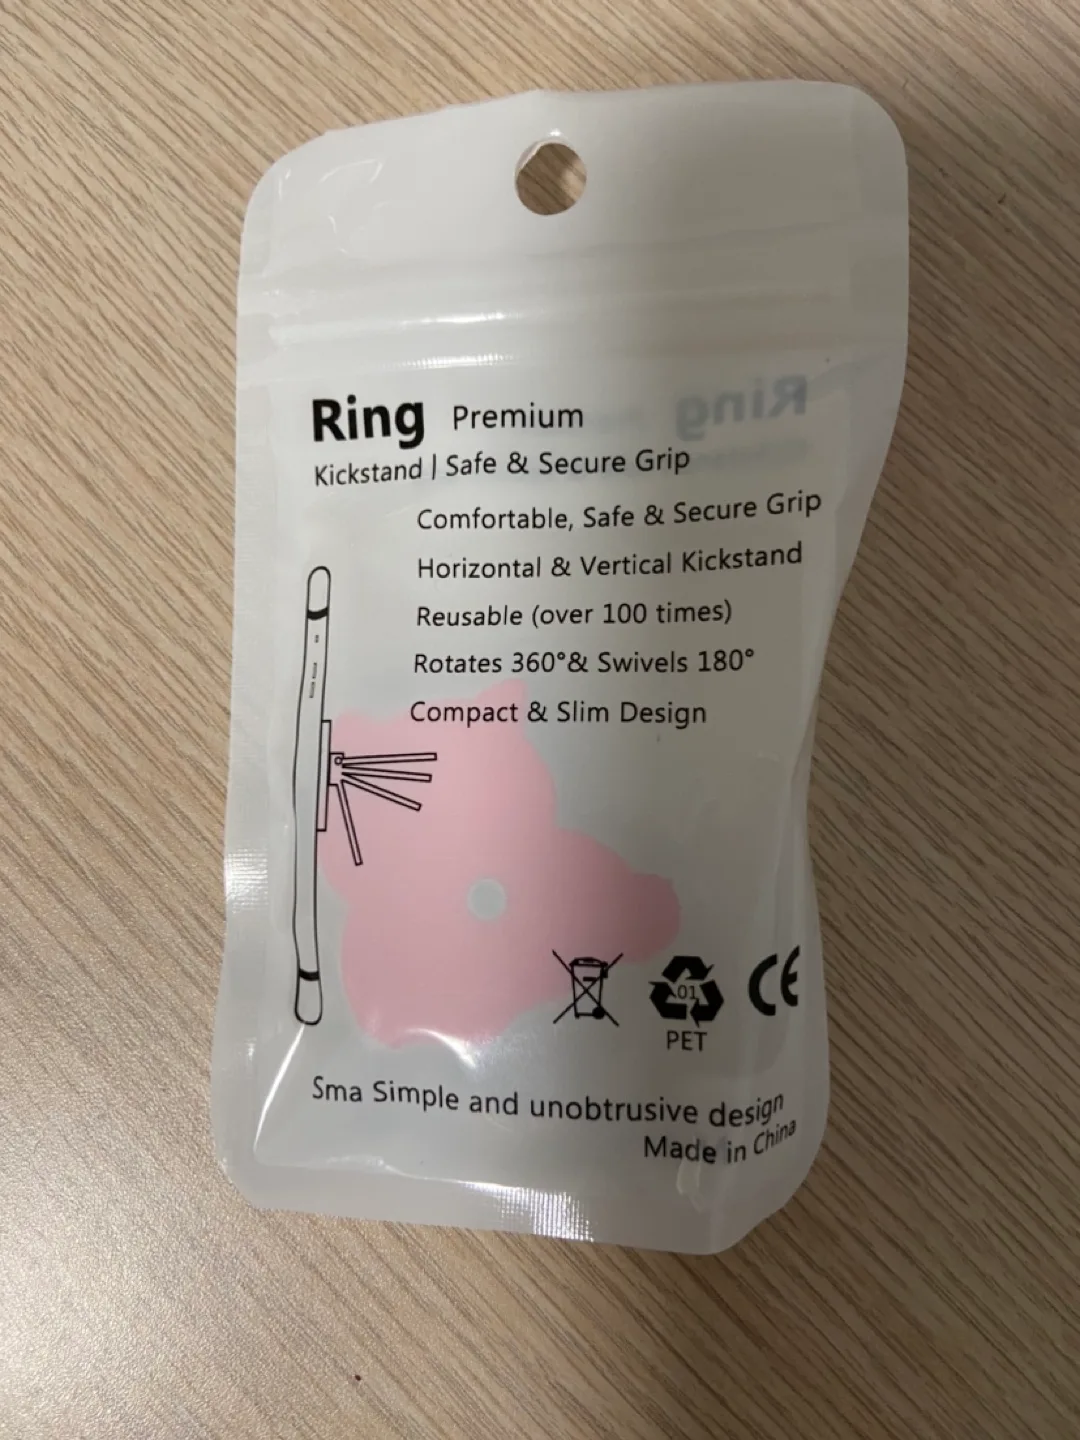 Ring Premium
Ring
Kickstand | Safe & Secure Grip
Comfortable, Safe & Secure Grip
Horizontal & Vertical Kickstand
Reusable (over 100 times)
Rotates 360°& Swivels 180°
Compact & Slim Design
01
PET
CE
Sma Simple and unobtrusive design
Made in China